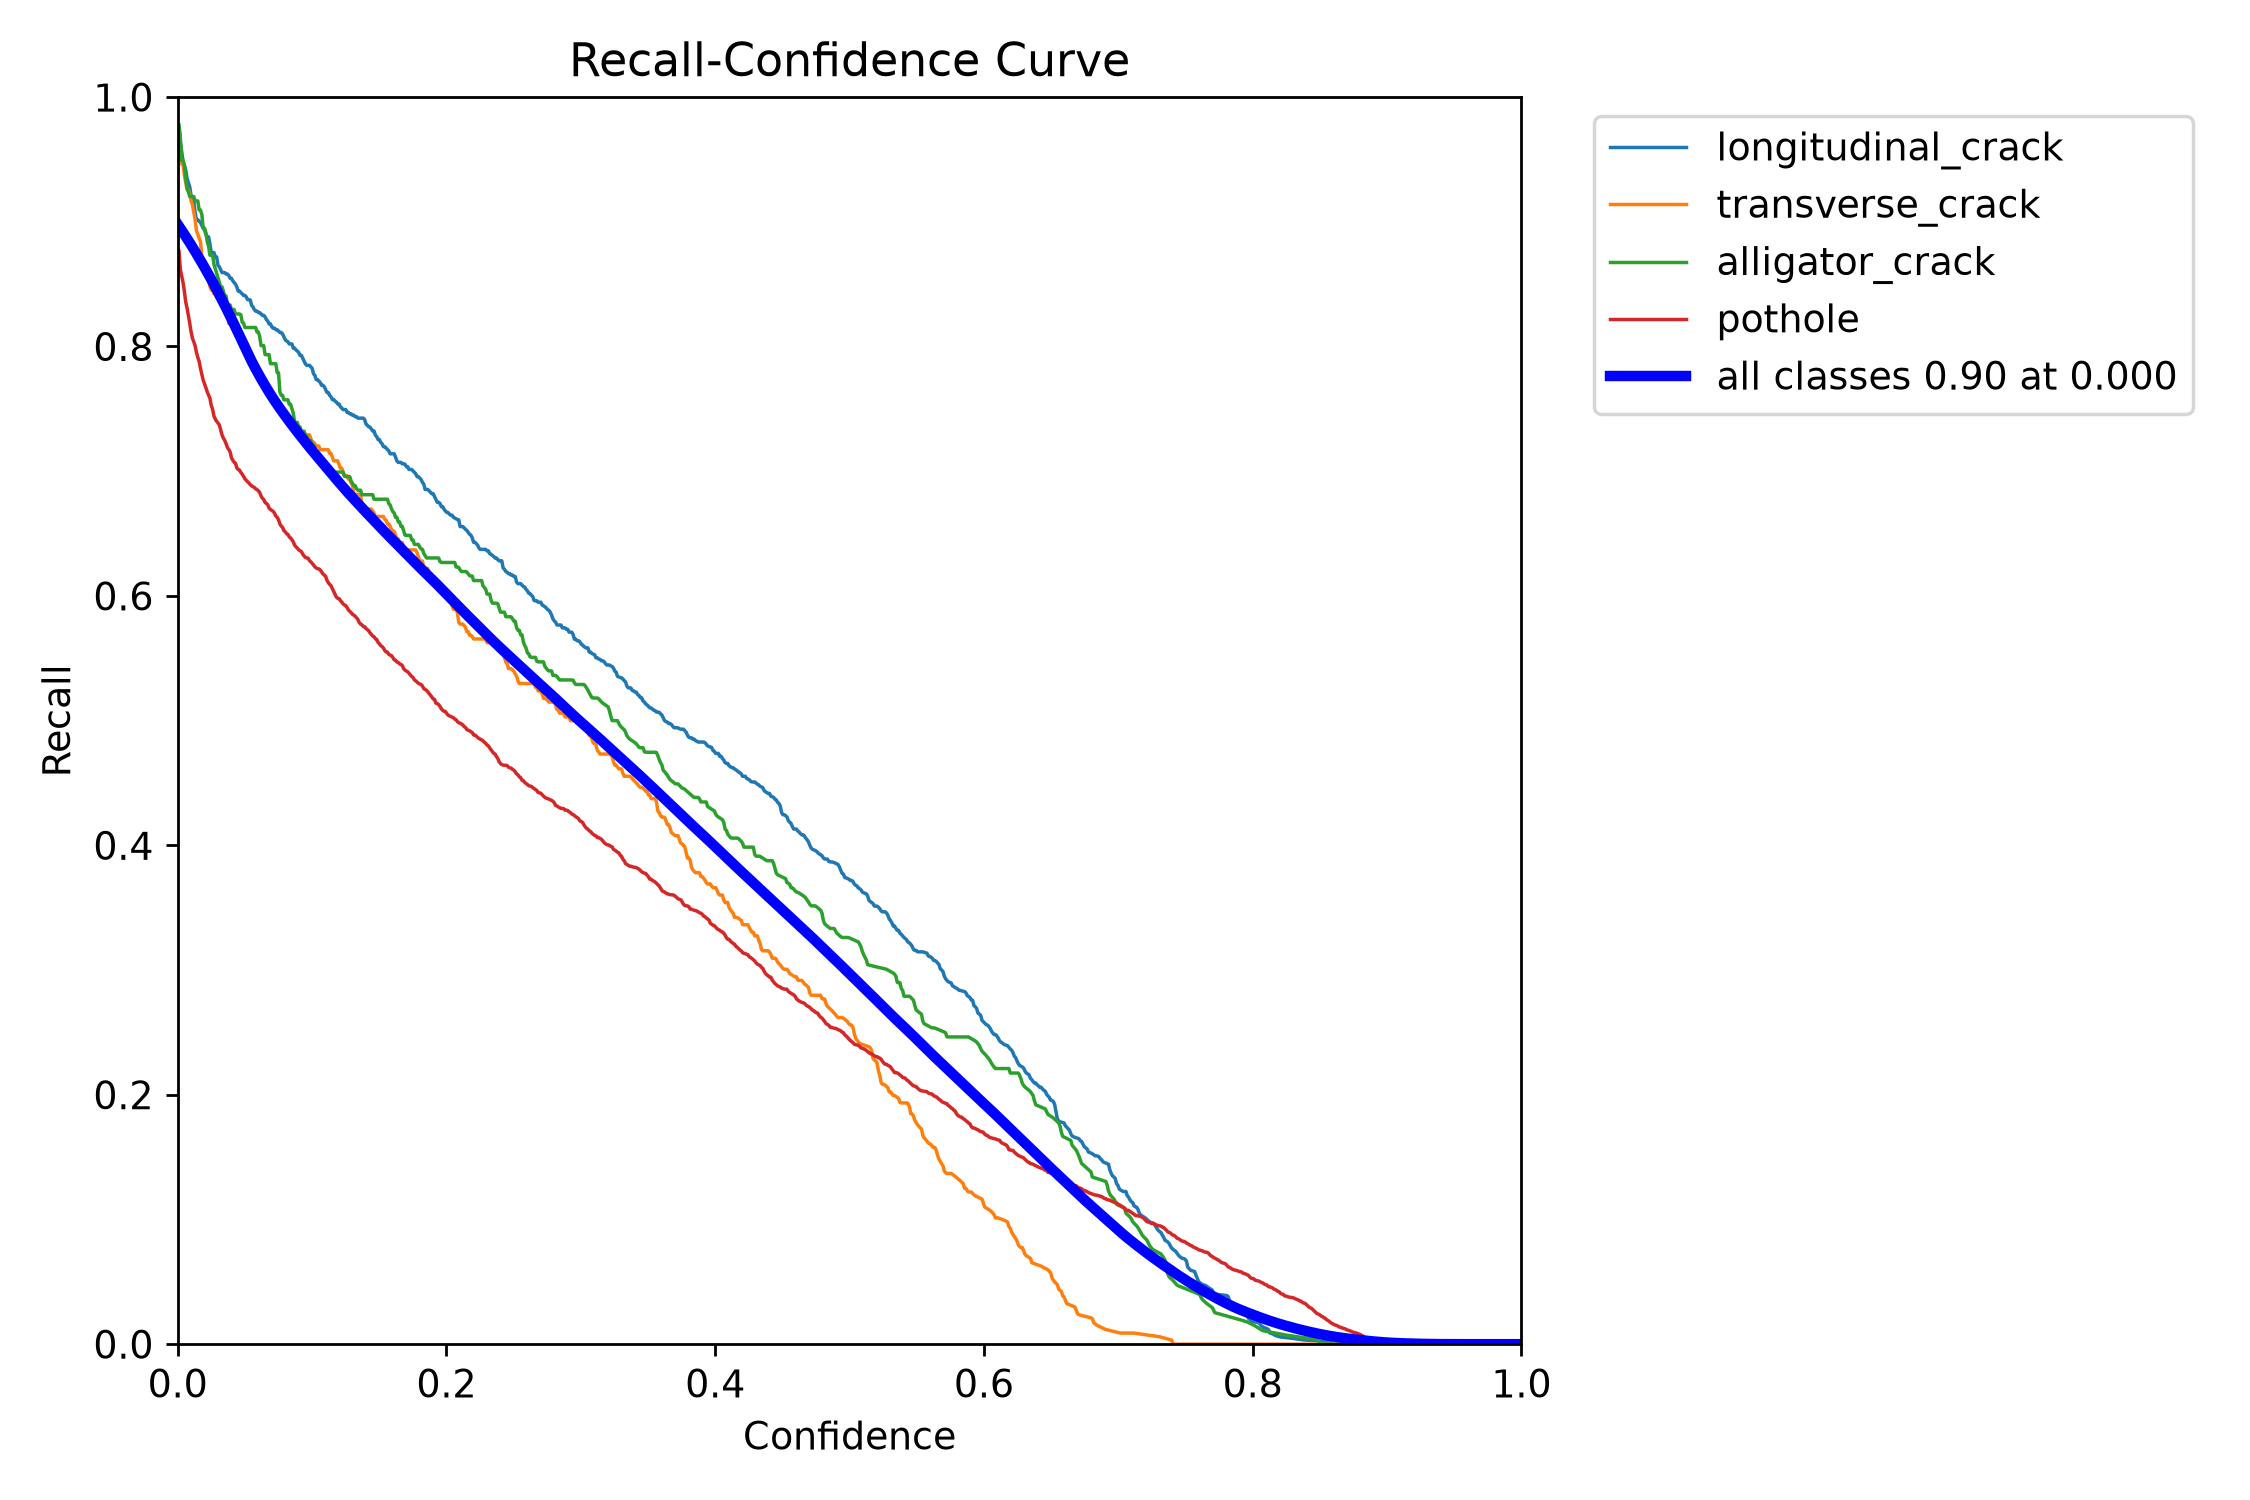 Recall-Confidence Curve
1.0
0.8
0.6
0.4
0.2
0.0
Recall
0.0 0.2 0.4 0.6 0.8 1.0
Confidence
longitudinal_crack
transverse_crack
alligator_crack
pothole
all classes 0.90 at 0.000